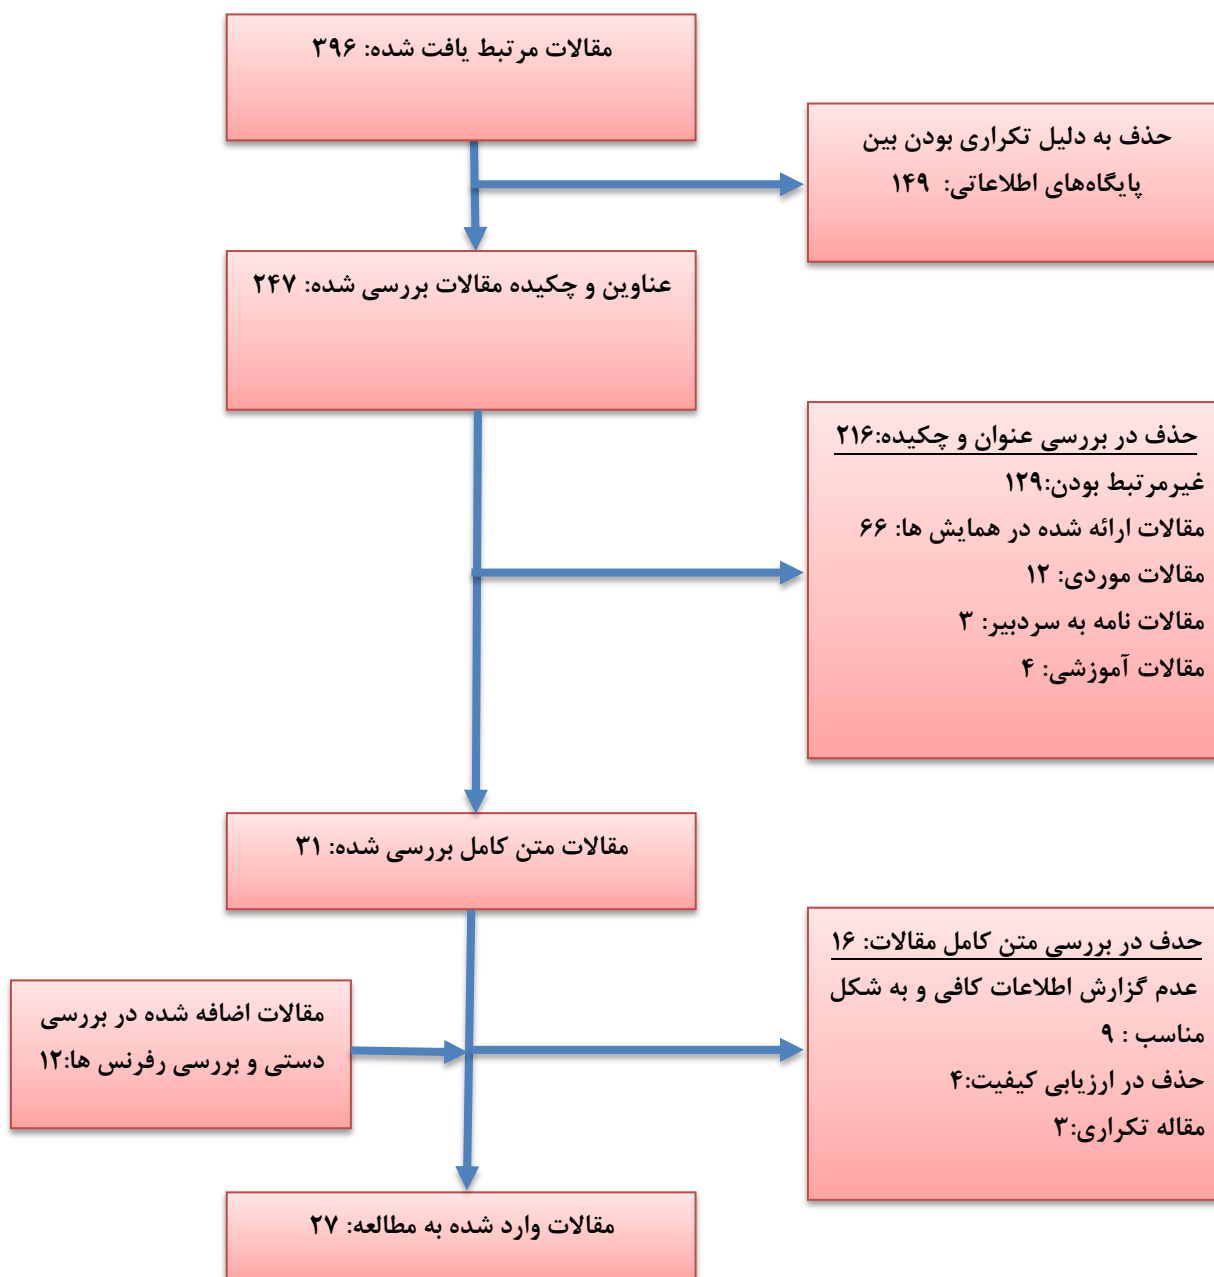 مقالات مرتبط یافت شده: ۳۹۶
حذف به دلیل تکراری بودن بین
پایگاه‌های اطلاعاتی: ۱۴۹
عناوین و چکیده مقالات بررسی شده: ۲۴۷
حذف در بررسی عنوان و چکیده:۲۱۶
غیرمرتبط بودن:۱۲۹
مقالات ارائه شده در همایش ها: ۶۶
مقالات موردی: ۱۲
مقالات نامه به سردبیر: ۳
مقالات آموزشی: ۴
مقالات متن کامل بررسی شده: ۳۱
حدف در بررسی متن کامل مقالات: ۱۶
عدم گزارش اطلاعات کافی و به شکل
مناسب : ۹
حذف در ارزیابی کیفیت:۴
مقاله تکراری:۳
مقالات اضافه شده در بررسی
دستی و بررسی رفرنس ها:۱۲
مقالات وارد شده به مطالعه: ۲۷